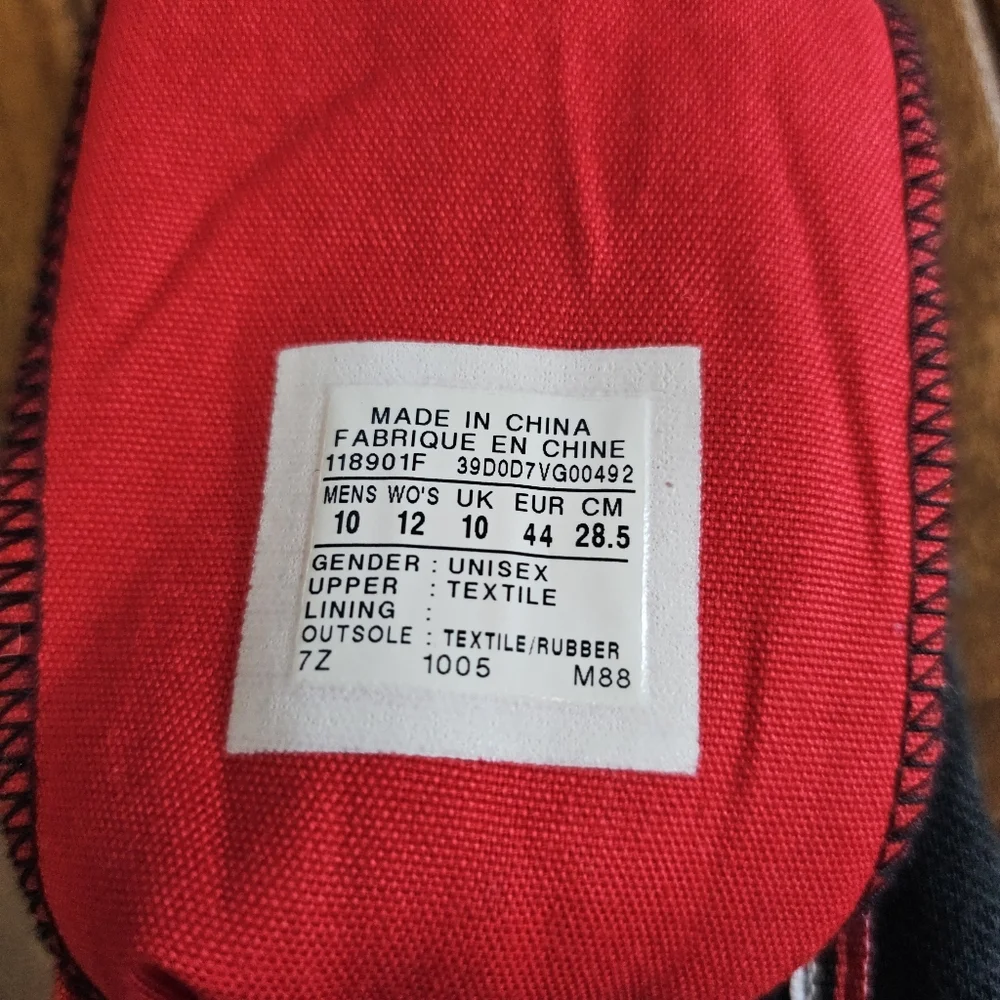 MADE IN CHINA
FABRIQUE EN CHINE
118901F 39D0D7VG00492
MENS WO'S UK EUR CM
10 12 10 44 28.5
GENDER : UNISEX
UPPER : TEXTILE
LINING :
OUTSOLE : TEXTILE/RUBBER
7Z 1005 M88